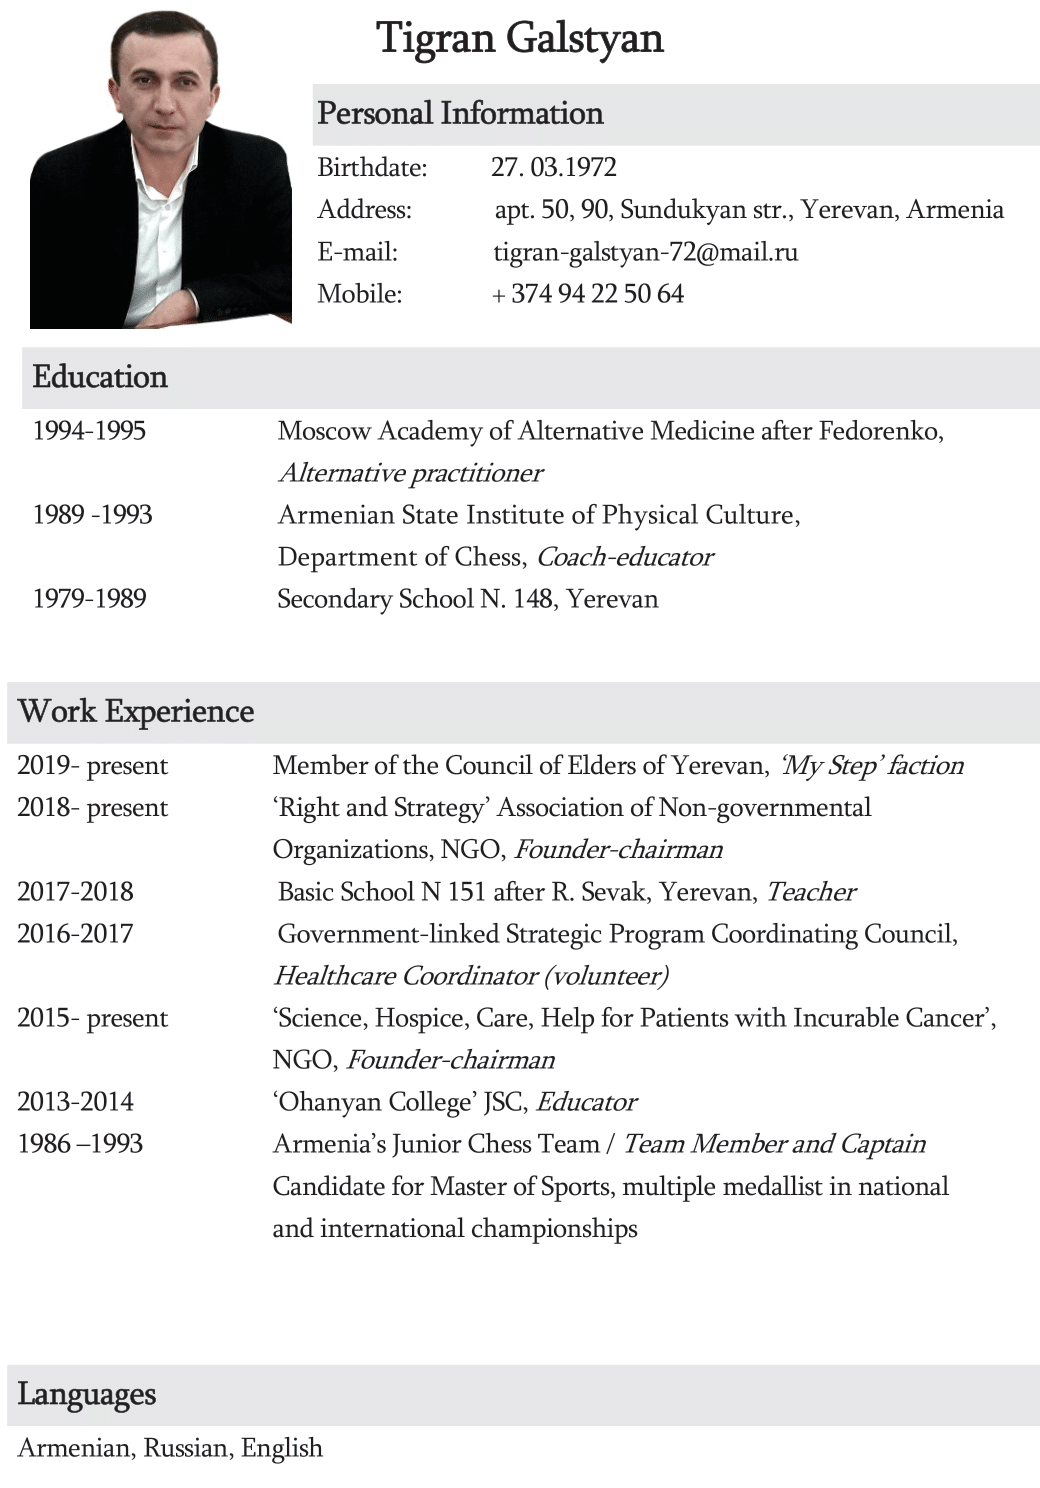 Tigran Galstyan
Personal Information
Birthdate: 27. 03.1972
Address: apt. 50, 90, Sundukyan str., Yerevan, Armenia
E-mail: tigran-galstyan-72@mail.ru
Mobile: + 374 94 22 50 64
Education
1994-1995 Moscow Academy of Alternative Medicine after Fedorenko,
Alternative practitioner
1989 -1993 Armenian State Institute of Physical Culture,
Department of Chess, Coach-educator
1979-1989 Secondary School N. 148, Yerevan
Work Experience
2019- present Member of the Council of Elders of Yerevan, ‘My Step’ faction
2018- present ‘Right and Strategy’ Association of Non-governmental
Organizations, NGO, Founder-chairman
2017-2018 Basic School N 151 after R. Sevak, Yerevan, Teacher
2016-2017 Government-linked Strategic Program Coordinating Council,
Healthcare Coordinator (volunteer)
2015- present ‘Science, Hospice, Care, Help for Patients with Incurable Cancer’,
NGO, Founder-chairman
2013-2014 ‘Ohanyan College’ JSC, Educator
1986 –1993 Armenia’s Junior Chess Team / Team Member and Captain
Candidate for Master of Sports, multiple medallist in national
and international championships
Languages
Armenian, Russian, English